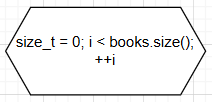 size_t = 0; i < books.size();
++i